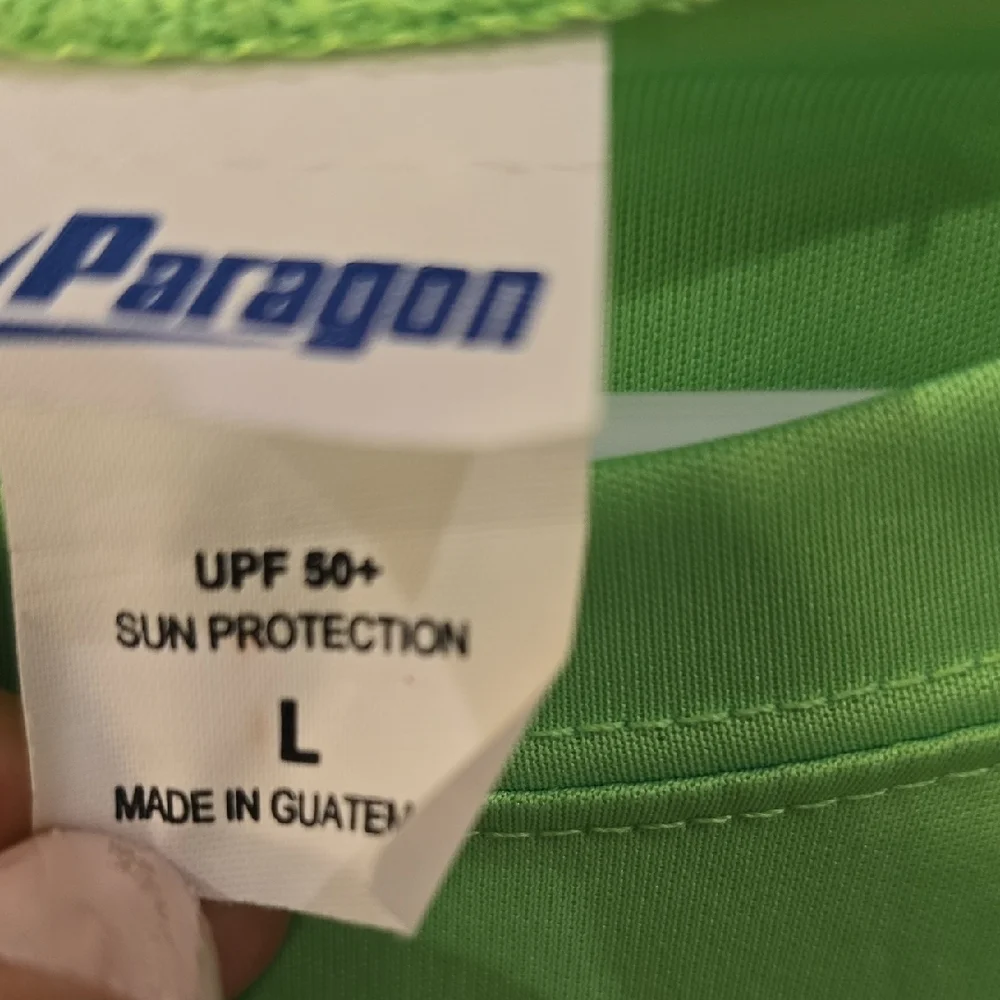 Paragon
UPF 50+
SUN PROTECTION
L
MADE IN GUATEM